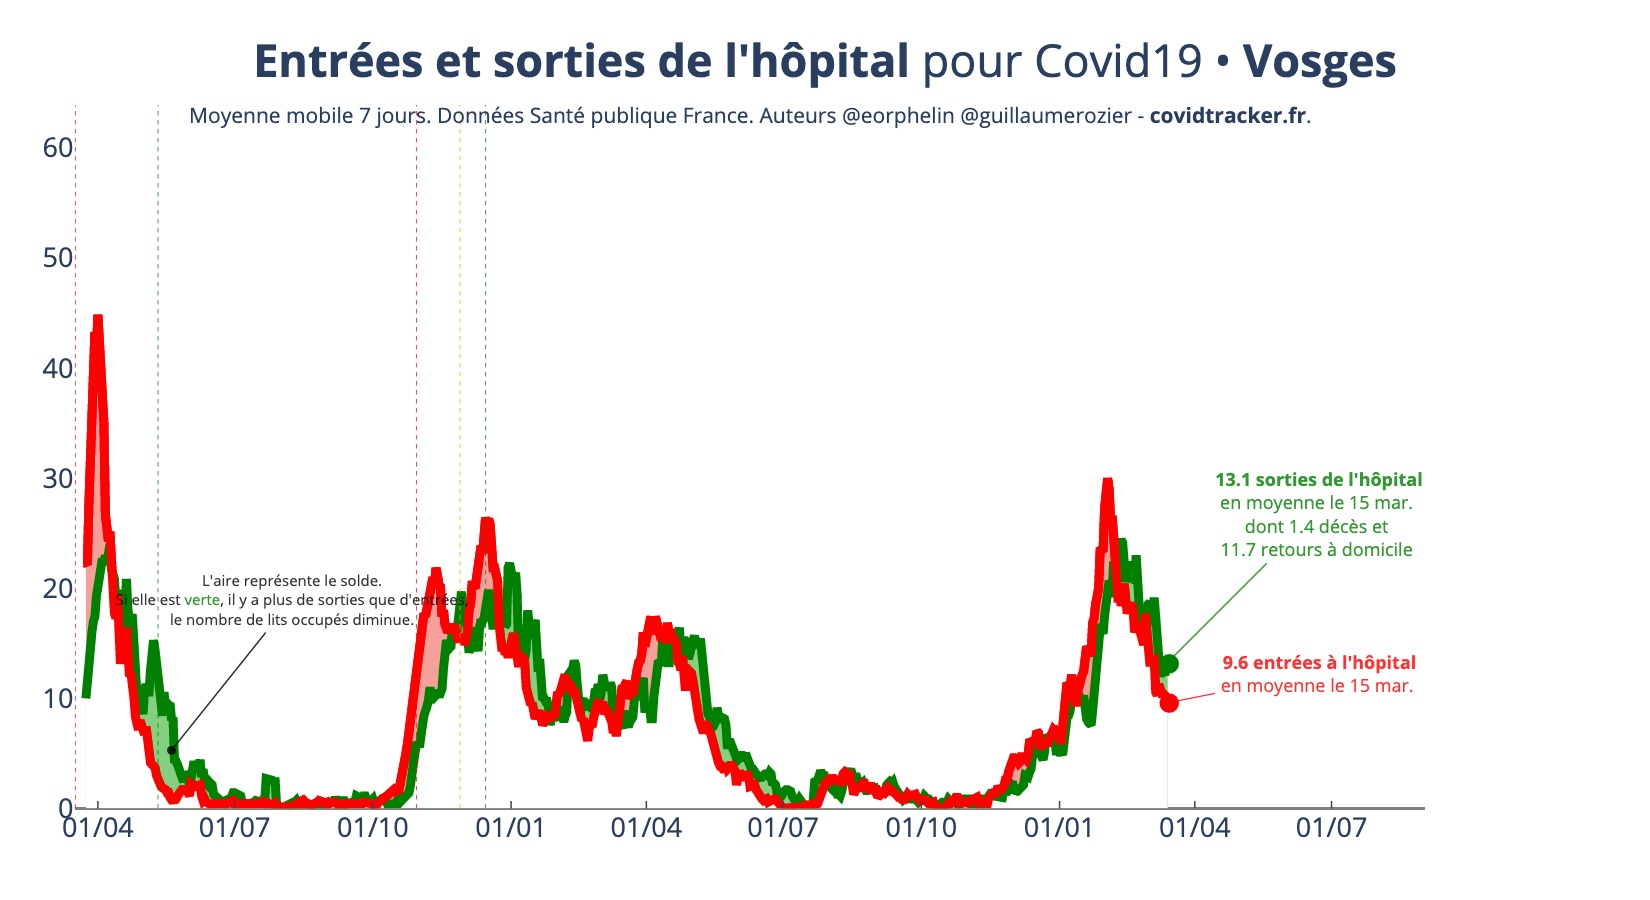 Entrées et sorties de l'hôpital pour Covid19 • Vosges
Moyenne mobile 7 jours. Données Santé publique France. Auteurs @eorphelin @guillaumerozier - covidtracker.fr.
60
50
40
30
20
10
0
13.1 sorties de l'hôpital
en moyenne le 15 mar.
dont 1.4 décès et
11.7 retours à domicile
L'aire représente le solde.
Si elle est verte, il y a plus de sorties que d'entrées,
le nombre de lits occupés diminue.
9.6 entrées à l'hôpital
en moyenne le 15 mar.
01/04 01/07 01/10 01/01 01/04 01/07 01/10 01/01 01/04 01/07